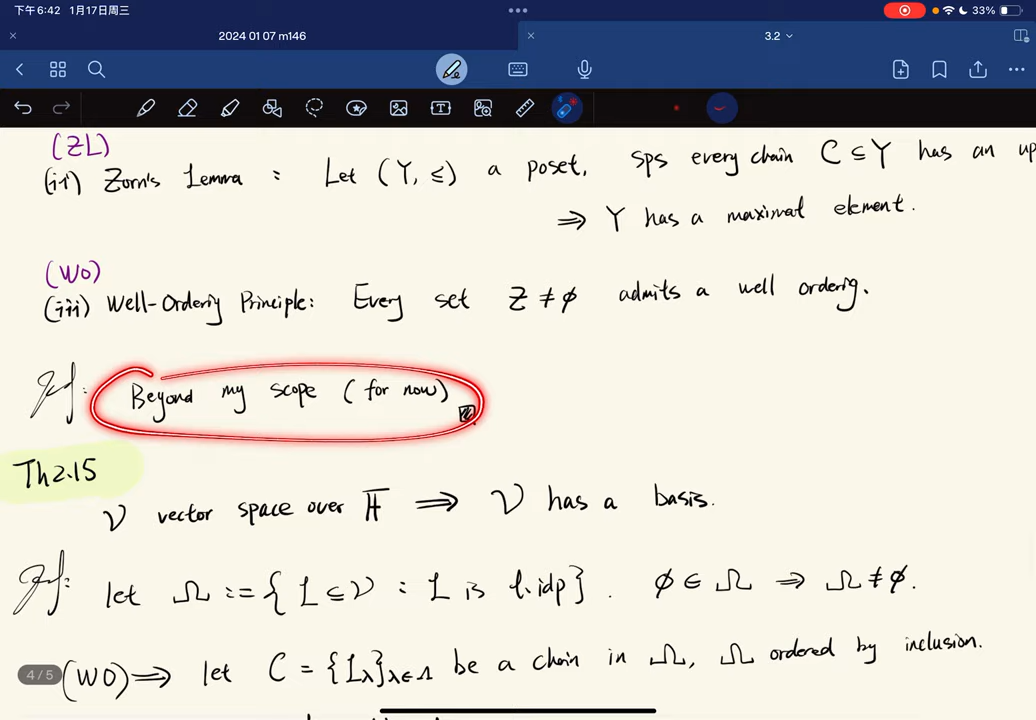 下午6:42 1月17日周三
33%
2024 01 07 m146
3.2
(ZL)
(ii) Zorn's Lemma : Let (Y, ≤) a poset, sps every chain C ⊆ Y has an up
⇒ Y has a maximal element.
(WO)
(iii) Well-Orderig Principle: Every set Z ≠ ϕ admits a well orderig.
Pf: Beyond my scope (for now)
Th2.15
V vector space over F ⇒ V has a basis.
Pf: let Ω := { L ⊆ V : L is l.idp}. ϕ ∈ Ω ⇒ Ω ≠ ϕ.
(WO) ⇒ let C = {L_λ}_{λ∈Λ} be a chain in Ω, Ω ordered by inclusion.
4 / 5